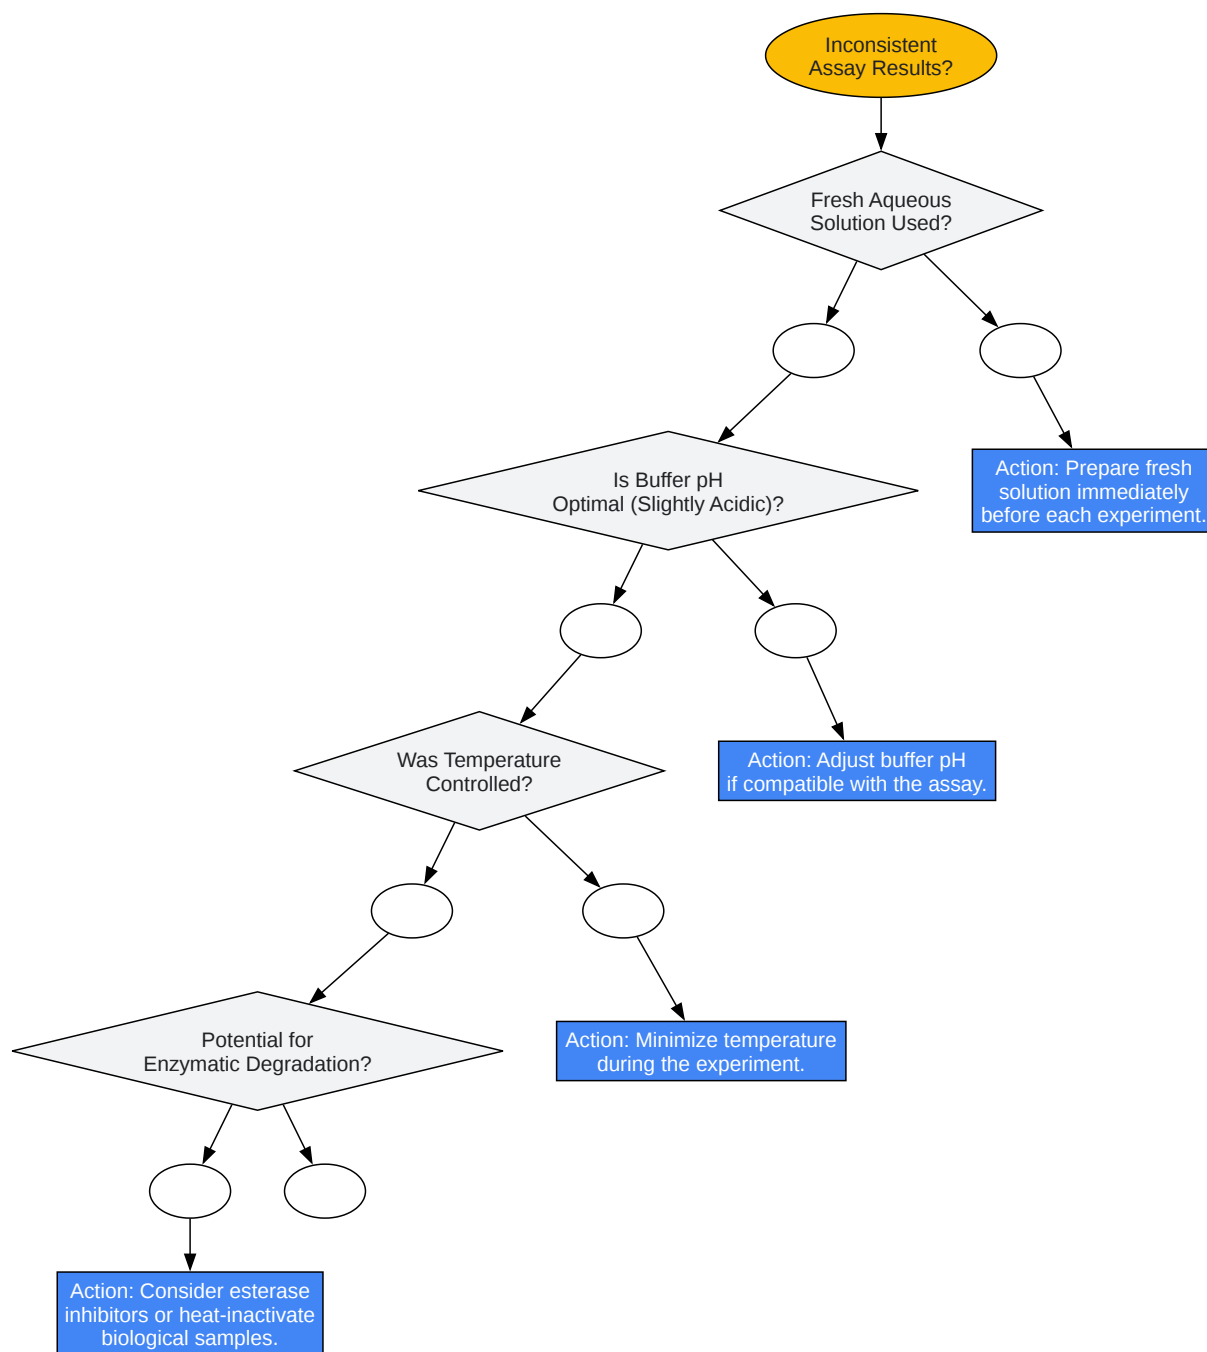 Inconsistent
Assay Results?
Fresh Aqueous
Solution Used?
Is Buffer pH
Optimal (Slightly Acidic)?
Action: Prepare fresh
solution immediately
before each experiment.
Was Temperature
Controlled?
Action: Adjust buffer pH
if compatible with the assay.
Potential for
Enzymatic Degradation?
Action: Minimize temperature
during the experiment.
Action: Consider esterase
inhibitors or heat-inactivate
biological samples.